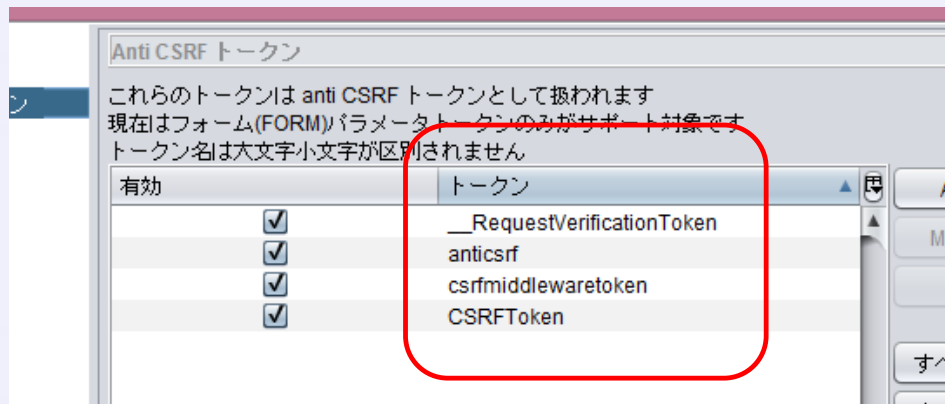 Anti CSRF トークン
ン
これらのトークンは anti CSRF トークンとして扱われます
現在はフォーム(FORM)パラメータトークンのみがサポート対象です
トークン名は大文字小文字が区別されません
有効 トークン
__RequestVerificationToken
anticsrf
csrfmiddlewaretoken
CSRFToken